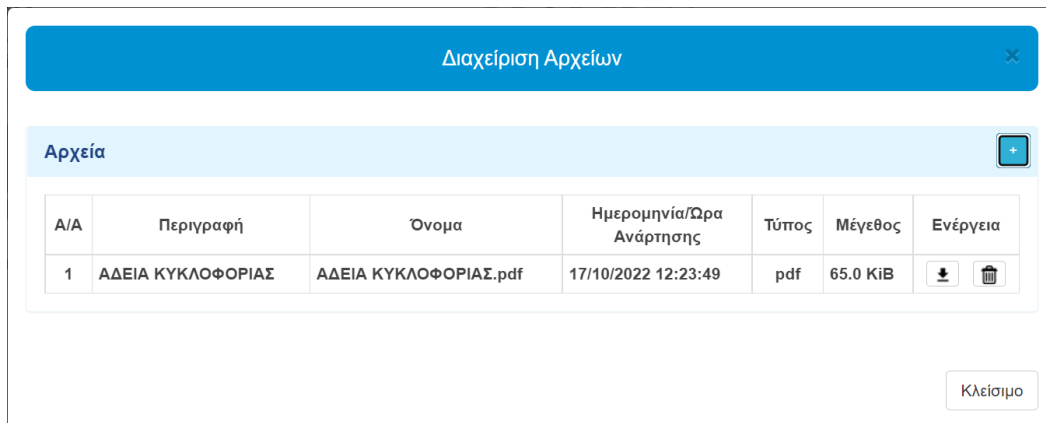 Διαχείριση Αρχείων
×
Αρχεία
+
Α/Α Περιγραφή Όνομα Ημερομηνία/Ώρα Ανάρτησης Τύπος Μέγεθος Ενέργεια
1 ΑΔΕΙΑ ΚΥΚΛΟΦΟΡΙΑΣ ΑΔΕΙΑ ΚΥΚΛΟΦΟΡΙΑΣ.pdf 17/10/2022 12:23:49 pdf 65.0 KiB
Κλείσιμο